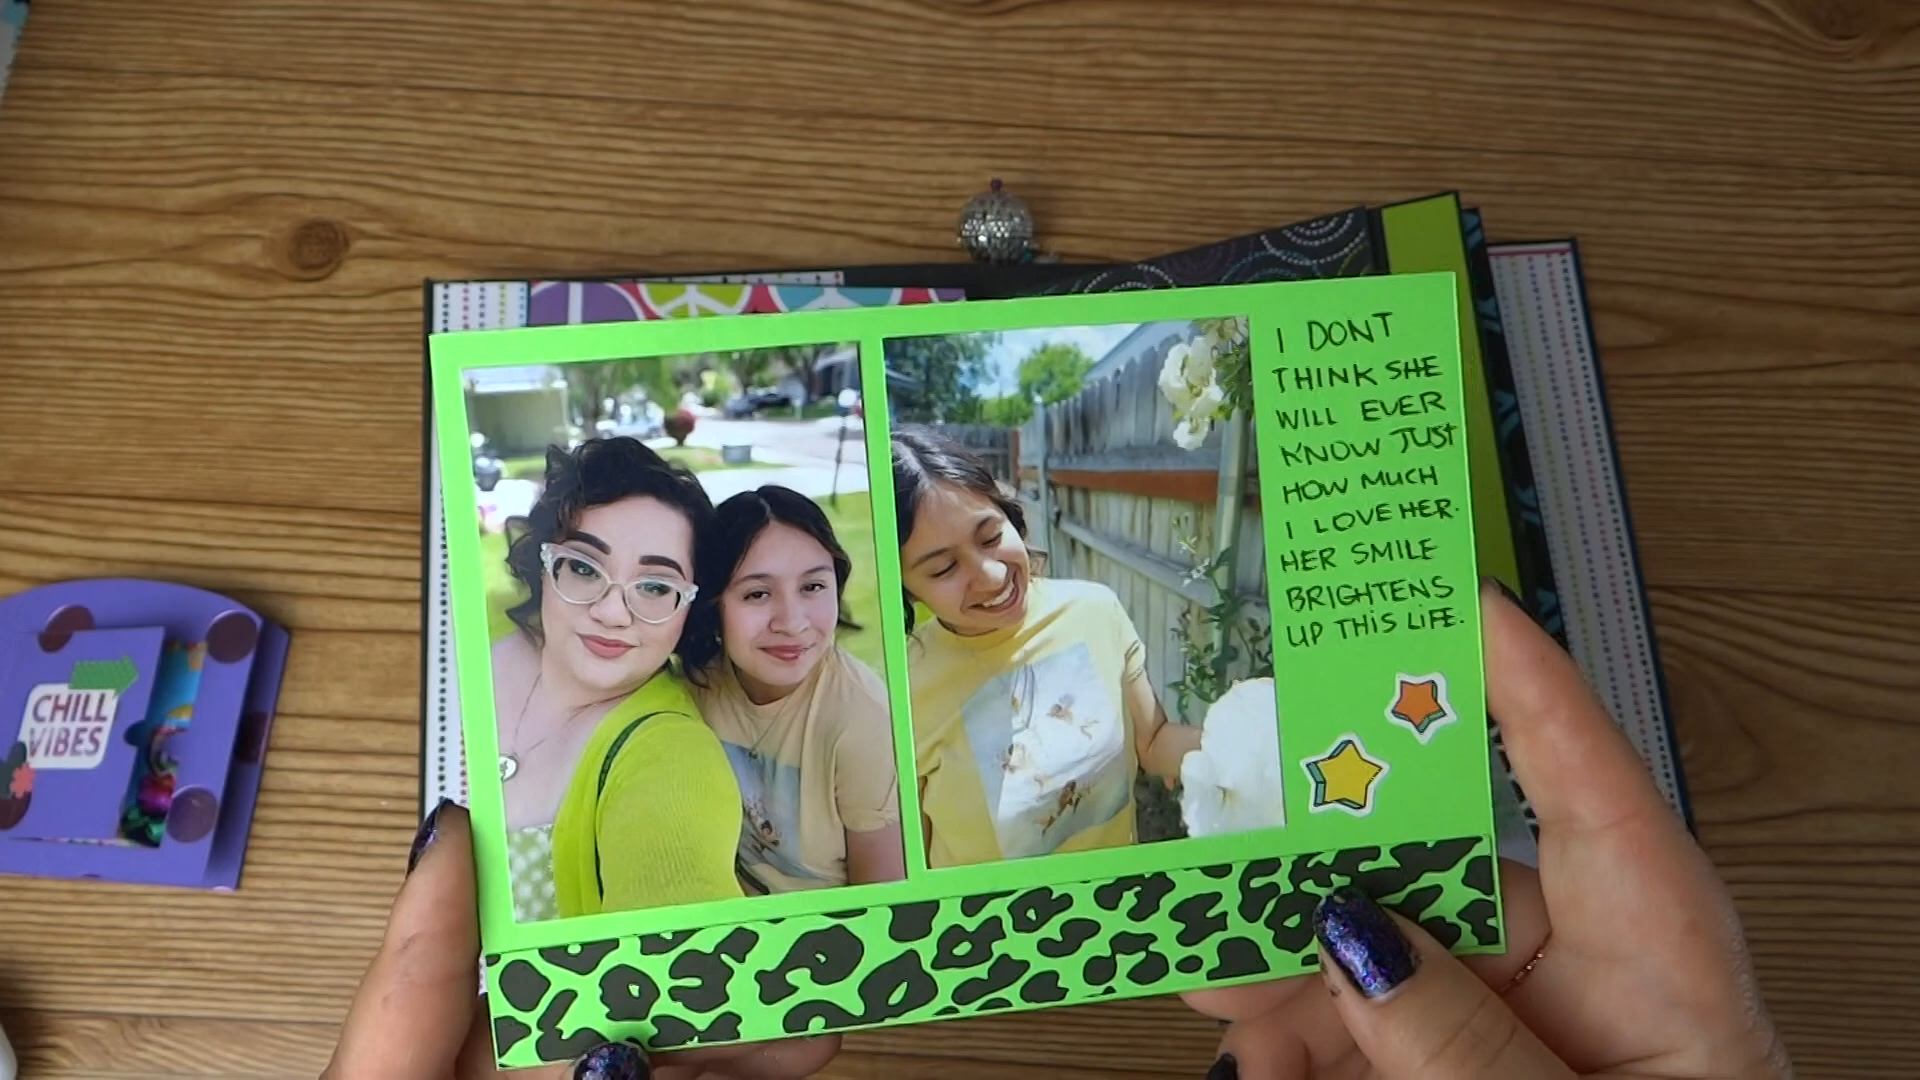 I DONT
THINK SHE
WILL EVER
KNOW JUST
HOW MUCH
I LOVE HER.
HER SMILE
BRIGHTENS
UP THIS LIFE.
CHILL
VIBES